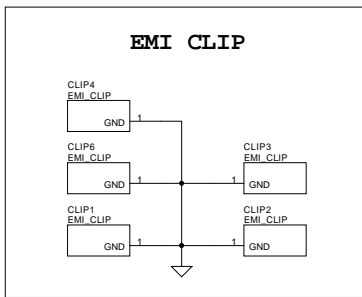 EMI CLIP
CLIP4
EMI_CLIP
GND 1
CLIP6
EMI_CLIP
GND 1
CLIP3
EMI_CLIP
1 GND
CLIP1
EMI_CLIP
GND 1
CLIP2
EMI_CLIP
1 GND